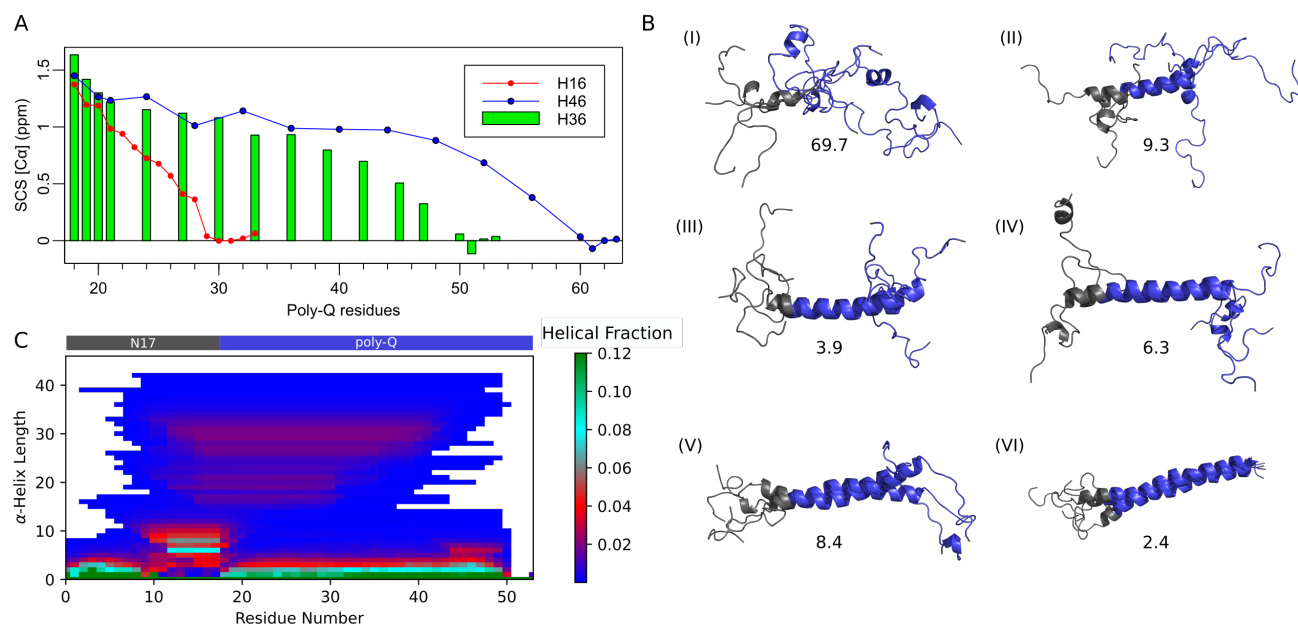 A
SCS [Cα] (ppm)
1.5
1
0.5
0
H16
H46
H36
20
30
40
50
60
Poly-Q residues
B
(I)
69.7
(II)
9.3
(III)
3.9
(IV)
6.3
(V)
8.4
(VI)
2.4
C
N17
poly-Q
Helical Fraction
α-Helix Length
40
30
20
10
0
0
10
20
30
40
50
Residue Number
0.12
0.10
0.08
0.06
0.04
0.02